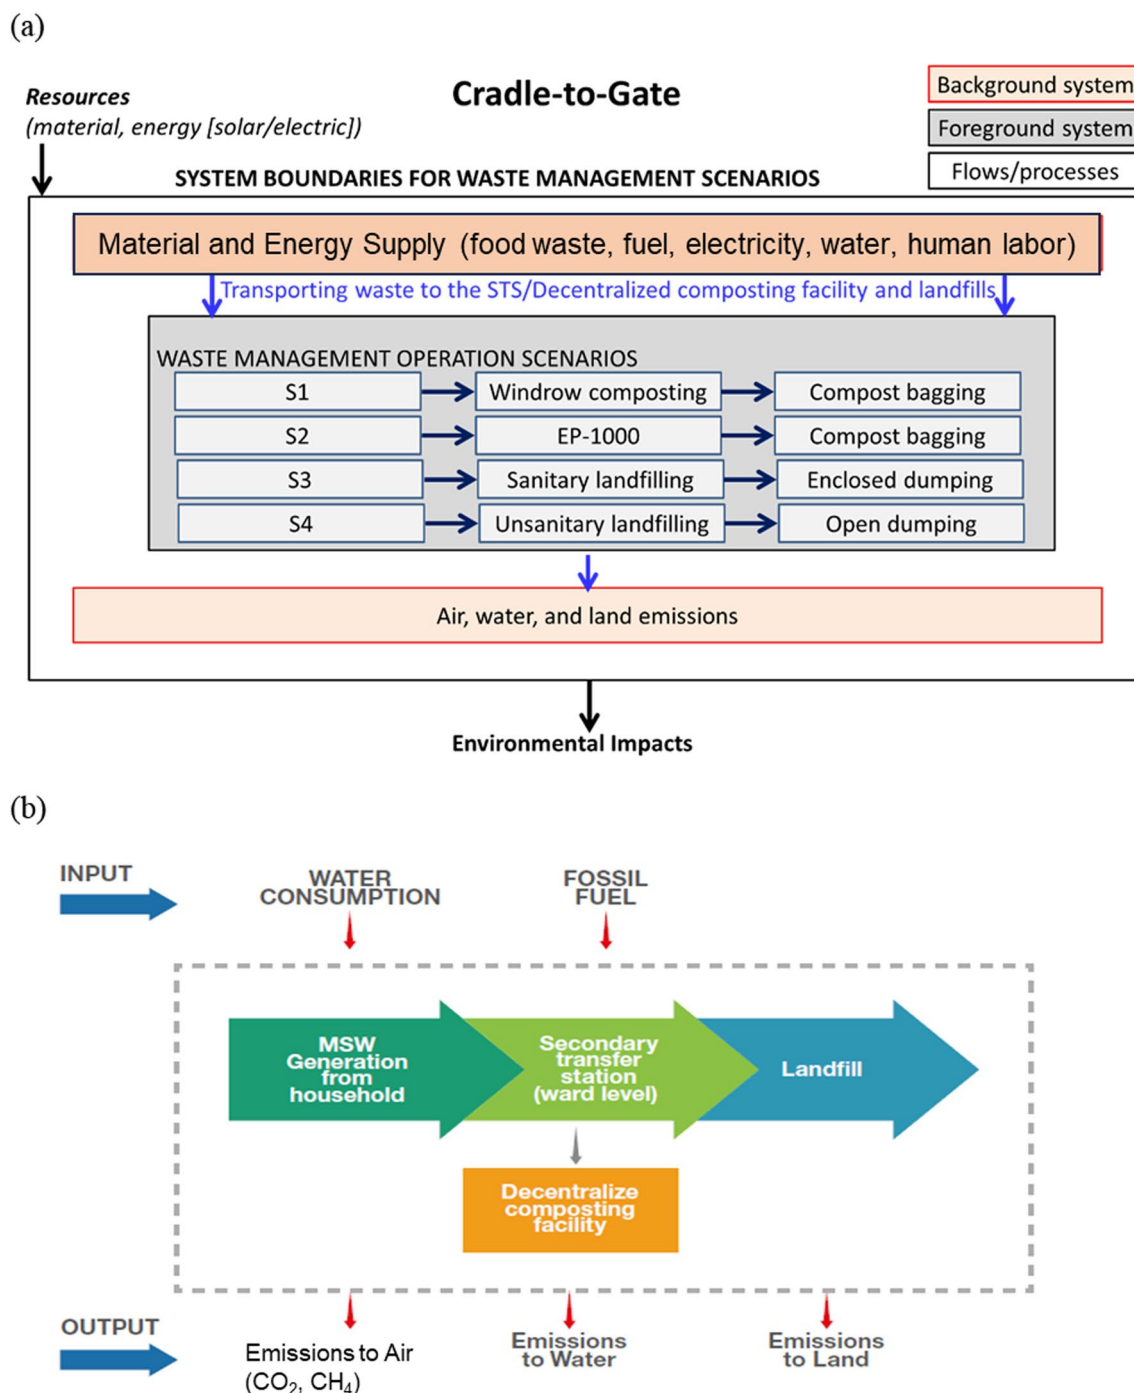 (a)
Resources
(material, energy [solar/electric])
Cradle-to-Gate
Background system
Foreground system
Flows/processes
SYSTEM BOUNDARIES FOR WASTE MANAGEMENT SCENARIOS
Material and Energy Supply (food waste, fuel, electricity, water, human labor)
Transporting waste to the STS/Decentralized composting facility and landfills
WASTE MANAGEMENT OPERATION SCENARIOS
S1
Windrow composting
Compost bagging
S2
EP-1000
Compost bagging
S3
Sanitary landfilling
Enclosed dumping
S4
Unsanitary landfilling
Open dumping
Air, water, and land emissions
Environmental Impacts
(b)
INPUT
WATER
CONSUMPTION
FOSSIL
FUEL
MSW
Generation
from
household
Secondary
transfer
station
(ward level)
Landfill
Decentralize
composting
facility
OUTPUT
Emissions to Air
(CO₂, CH₄)
Emissions
to Water
Emissions
to Land